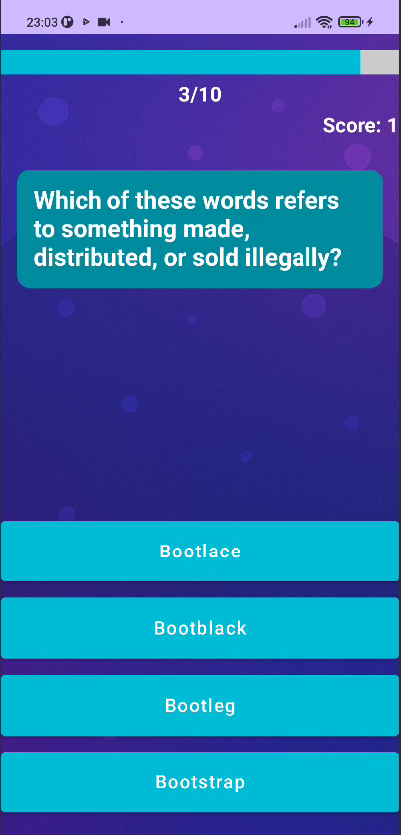 23:03 94
3/10
Score: 1
Which of these words refers
to something made,
distributed, or sold illegally?
Bootlace
Bootblack
Bootleg
Bootstrap